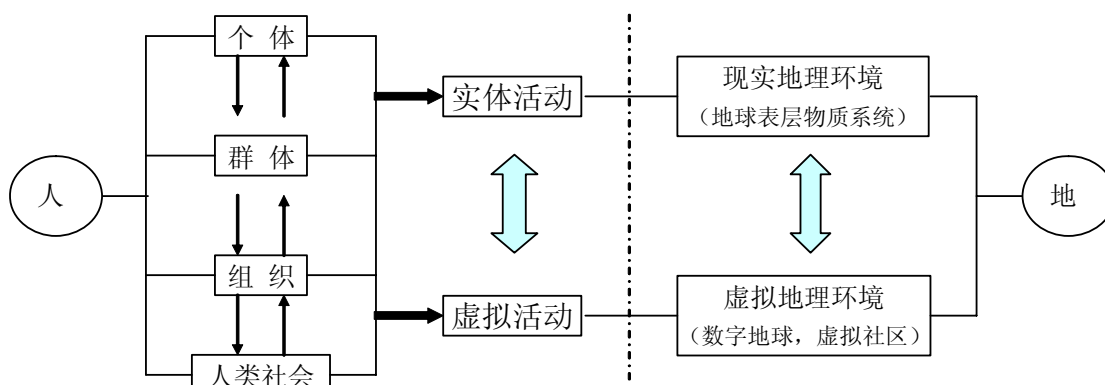 人
个 体
群 体
组 织
人类社会
实体活动
虚拟活动
现实地理环境
（地球表层物质系统）
虚拟地理环境
（数字地球，虚拟社区）
地